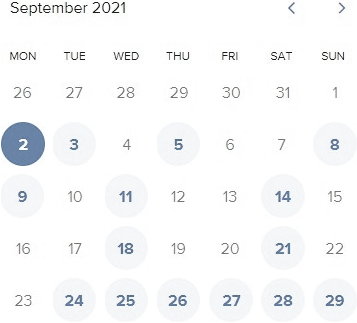 September 2021
MON TUE WED THU FRI SAT SUN
26 27 28 29 30 31 1
2 3 4 5 6 7 8
9 10 11 12 13 14 15
16 17 18 19 20 21 22
23 24 25 26 27 28 29